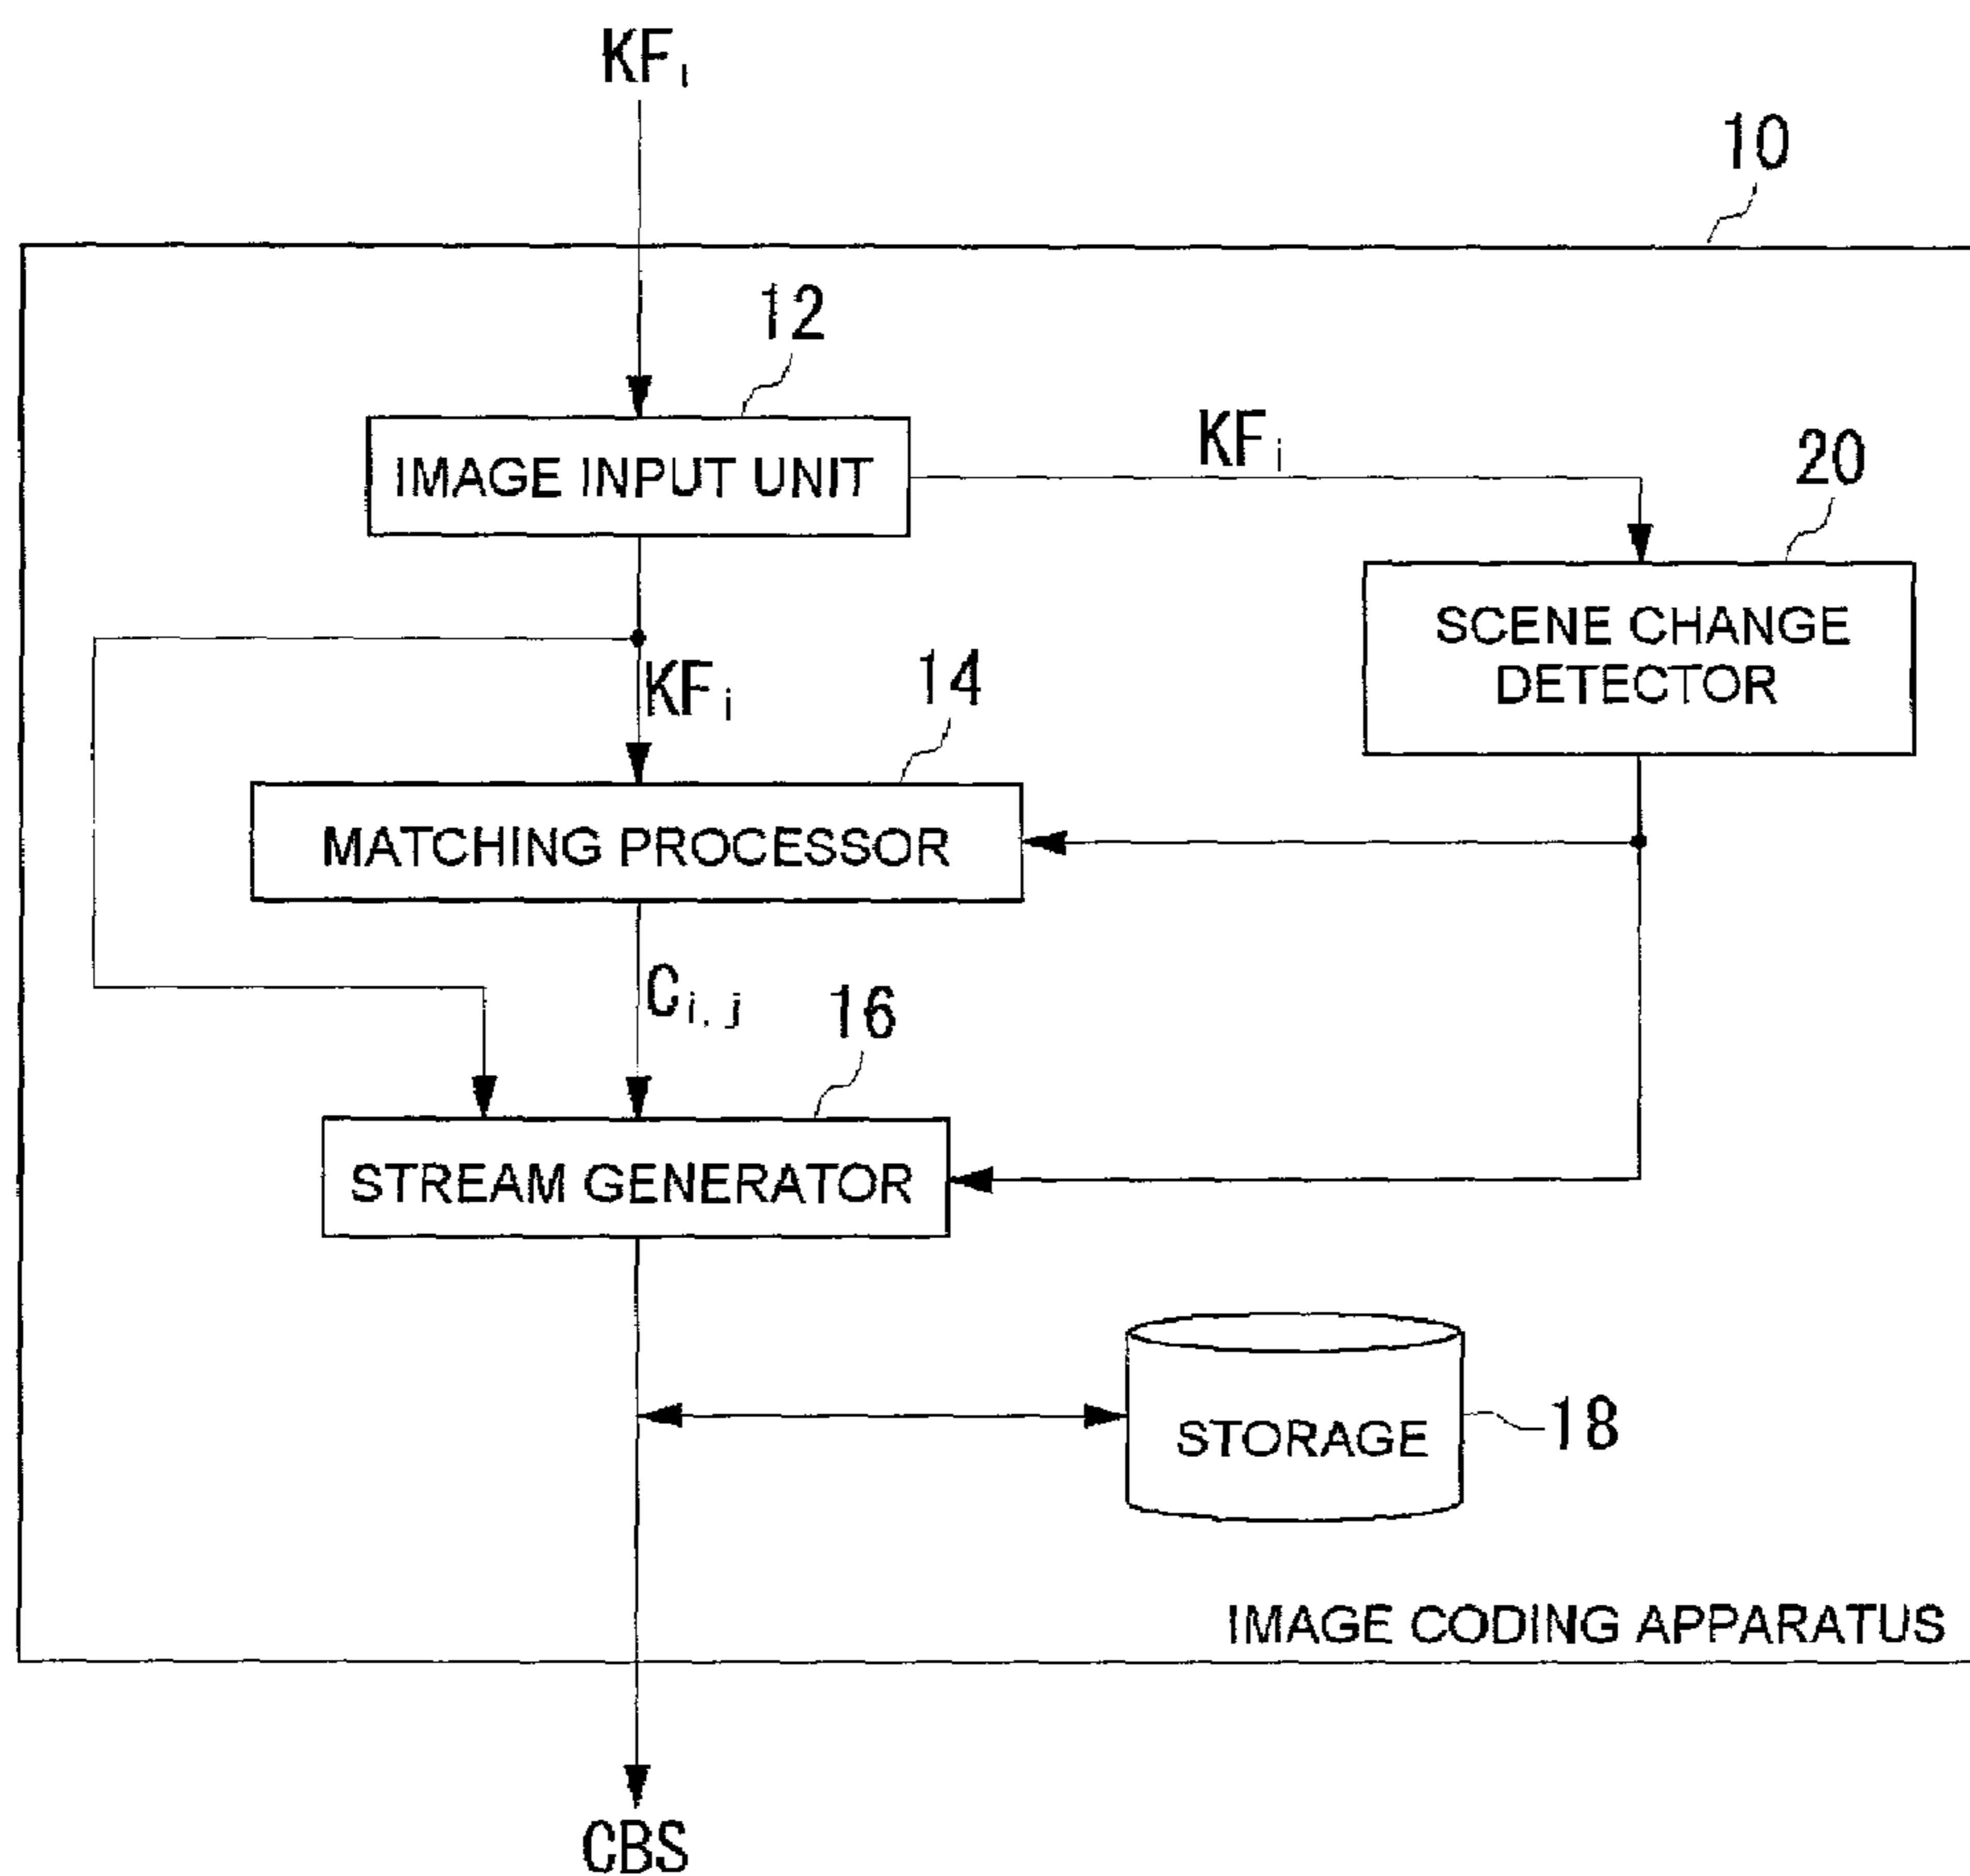 KFi
10
12
IMAGE INPUT UNIT
KFi
20
SCENE CHANGE
DETECTOR
KFi
14
MATCHING PROCESSOR
Ci,j
16
STREAM GENERATOR
STORAGE
18
IMAGE CODING APPARATUS
CBS